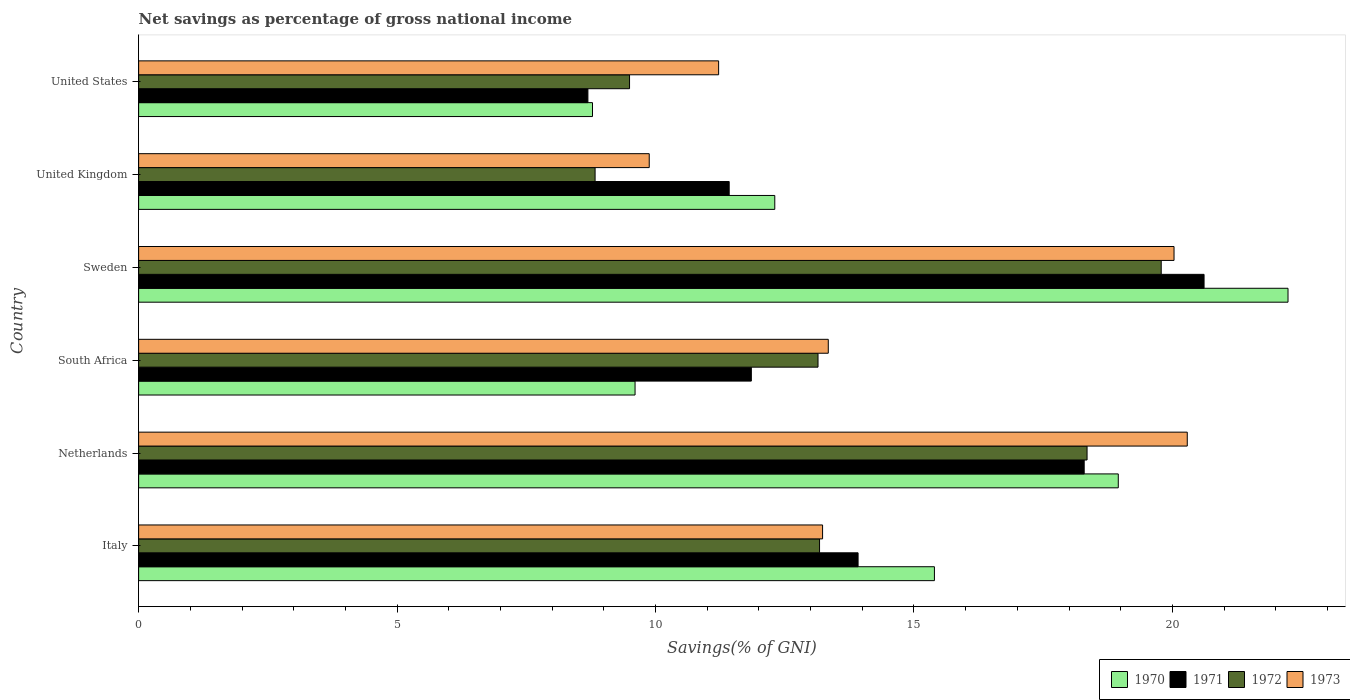 Net savings as percentage of gross national income
United States
United Kingdom
Sweden
South Africa
Netherlands
Italy
Country
0
5
10
15
20
Savings(% of GNI)
1970
1971
1972
1973